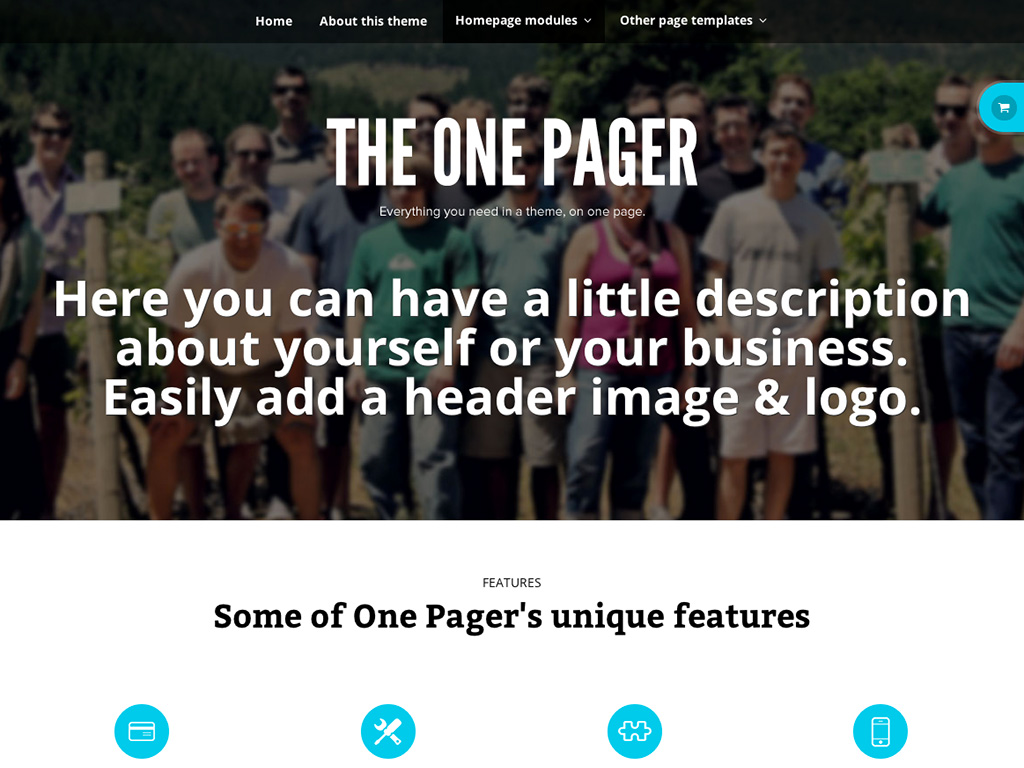 Home About this theme Homepage modules Other page templates
THE ONE PAGER
Everything you need in a theme, on one page.
Here you can have a little description
about yourself or your business.
Easily add a header image & logo.
FEATURES
Some of One Pager's unique features